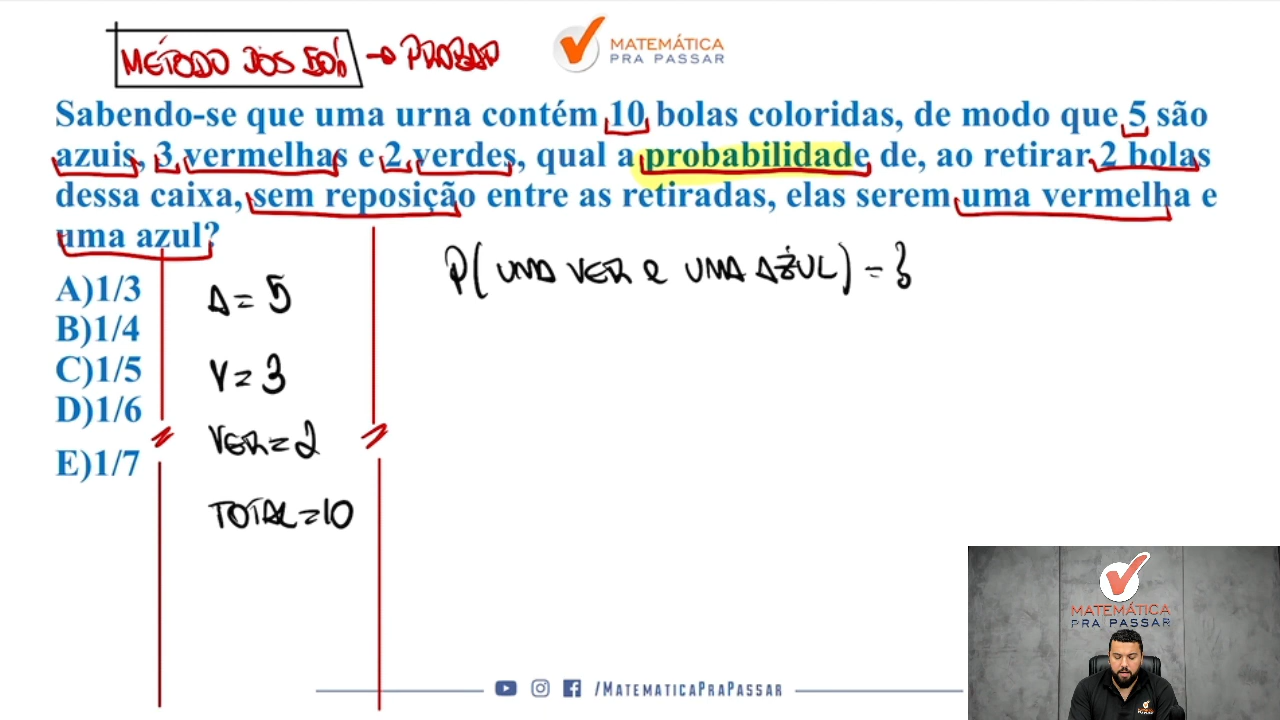 MÉTODO DOS 50% → PROBAB
MATEMÁTICA
PRA PASSAR
Sabendo-se que uma urna contém 10 bolas coloridas, de modo que 5 são
azuis, 3 vermelhas e 2 verdes, qual a probabilidade de, ao retirar 2 bolas
dessa caixa, sem reposição entre as retiradas, elas serem uma vermelha e
uma azul?
P( UMA VER e UMA AZUL) =
A)1/3
B)1/4
C)1/5
D)1/6
E)1/7
A = 5
V = 3
VER = 2
TOTAL = 10
MATEMÁTICA
PRA PASSAR
/MATEMATICAPRAPASSAR